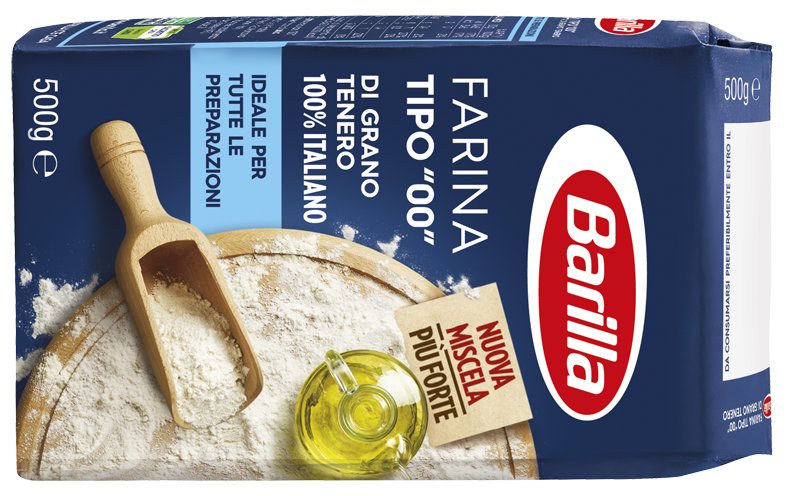 Barilla
FARINA
TIPO "00"
DI GRANO
TENERO
100% ITALIANO
IDEALE PER
TUTTE LE
PREPARAZIONI
NUOVA
MISCELA
PIÙ FORTE
500g e
500g e
DA CONSUMARSI PREFERIBILMENTE ENTRO IL
FARINA TIPO "00"
DI GRANO TENERO
Barilla